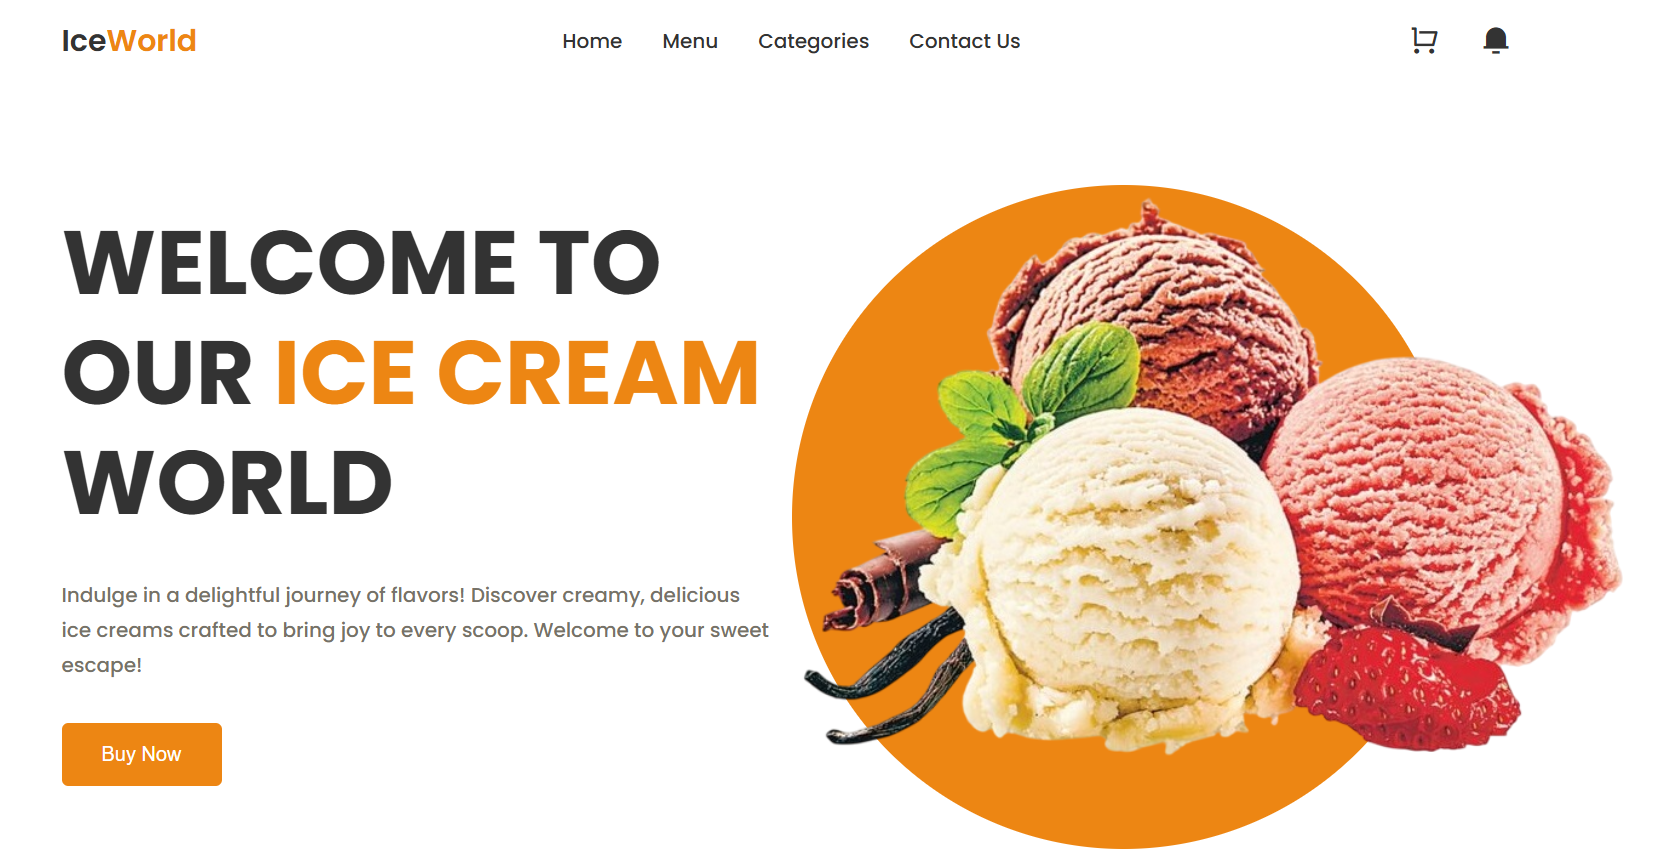 IceWorld
Home Menu Categories Contact Us
WELCOME TO
OUR ICE CREAM
WORLD
Indulge in a delightful journey of flavors! Discover creamy, delicious
ice creams crafted to bring joy to every scoop. Welcome to your sweet
escape!
Buy Now